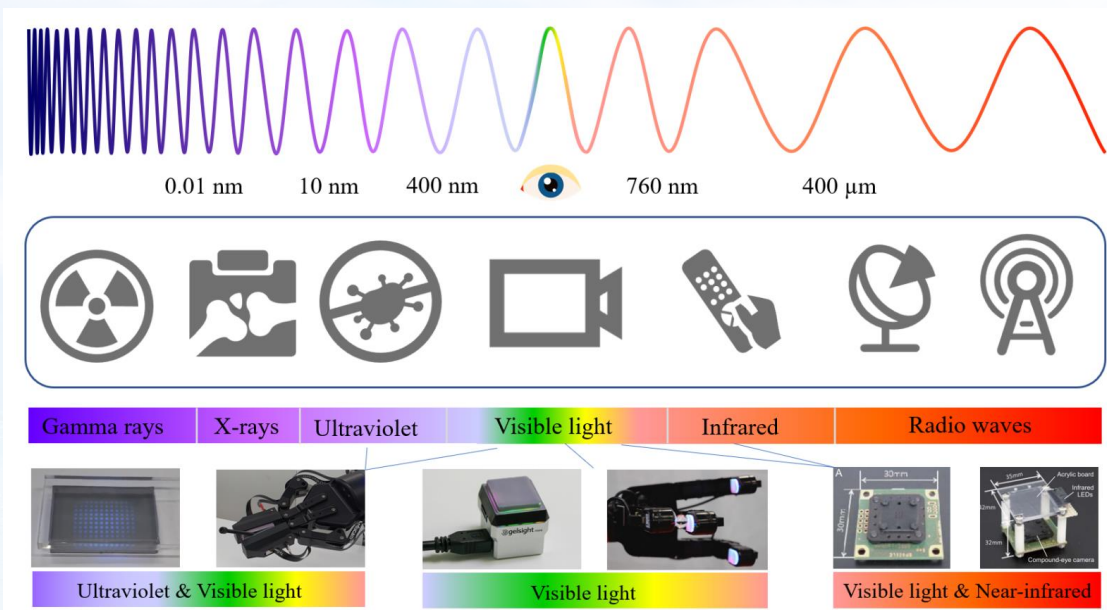 0.01 nm 10 nm 400 nm 760 nm 400 µm
Gamma rays X-rays Ultraviolet Visible light Infrared Radio waves
@gelsight
A
30mm
30mm
35mm
Acrylic board
Infrared
LEDs
32mm
Compound-eye camera
Ultraviolet & Visible light Visible light Visible light & Near-infrared